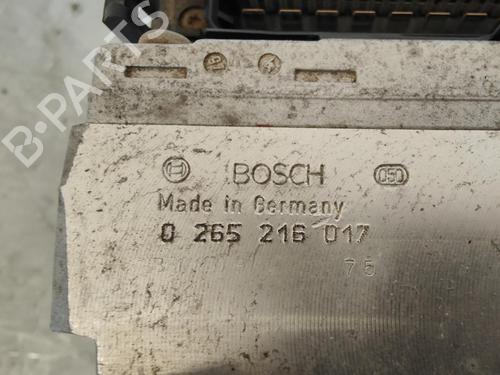 B-PARTS
BOSCH 050
Made in Germany
0 265 216 017
75